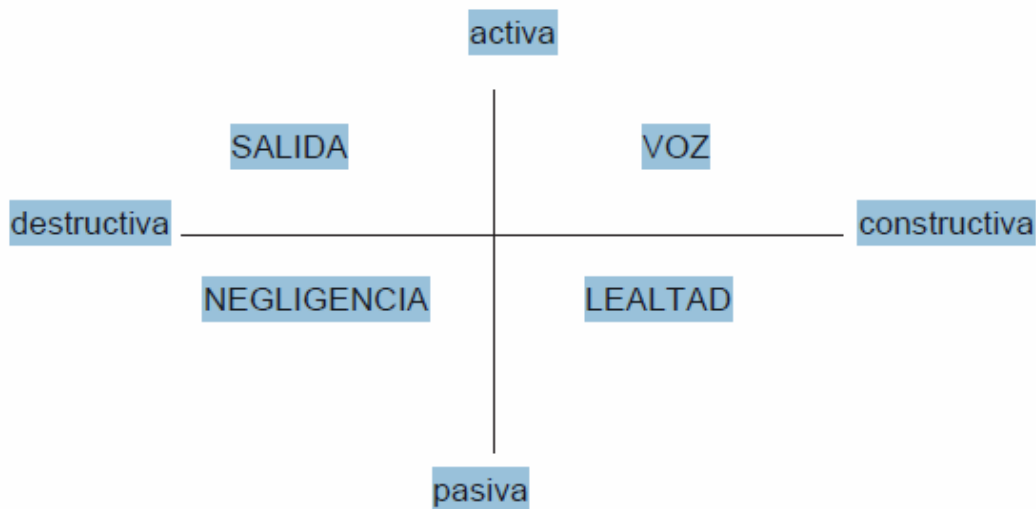 activa
SALIDA
VOZ
destructiva
constructiva
NEGLIGENCIA
LEALTAD
pasiva